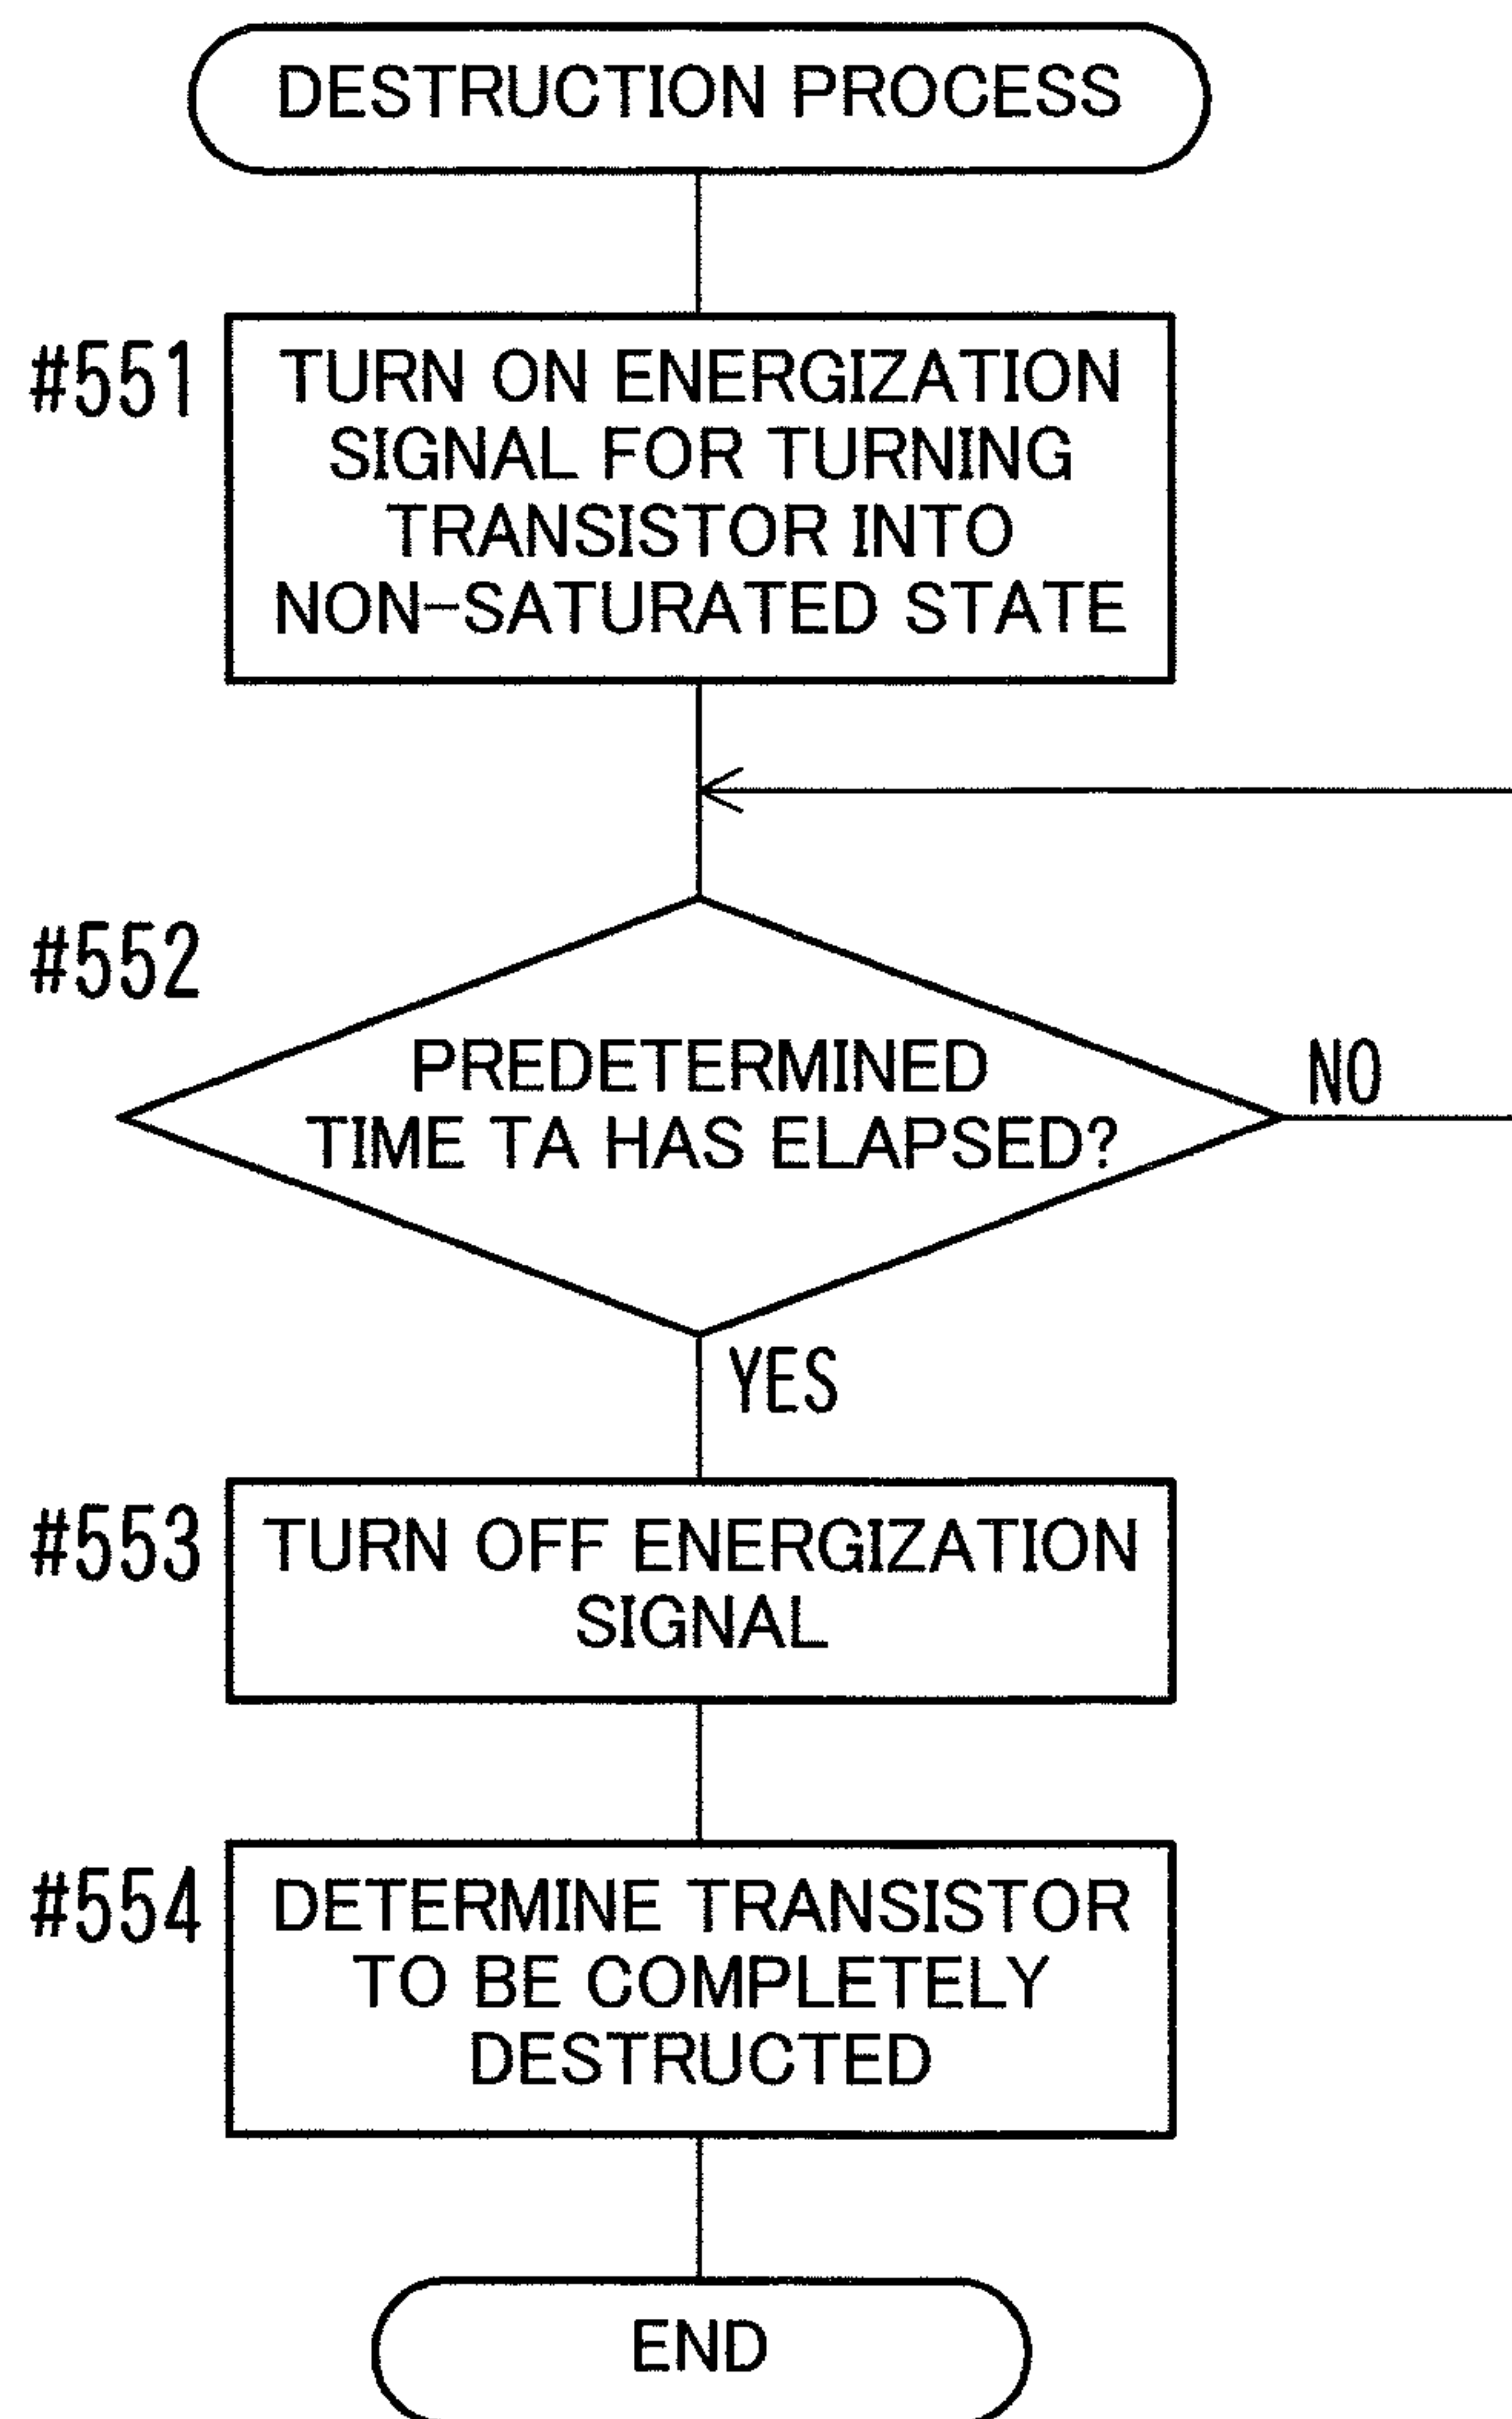 DESTRUCTION PROCESS
#551
TURN ON ENERGIZATION
SIGNAL FOR TURNING
TRANSISTOR INTO
NON-SATURATED STATE
#552
PREDETERMINED
TIME TA HAS ELAPSED?
NO
YES
#553
TURN OFF ENERGIZATION
SIGNAL
#554
DETERMINE TRANSISTOR
TO BE COMPLETELY
DESTRUCTED
END